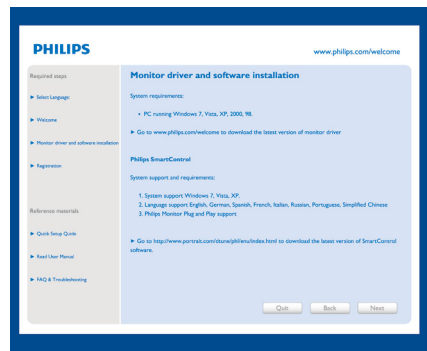 PHILIPS
www.philips.com/welcome
Required steps
Select Language:
Welcome
Monitor driver and software installation
Registration
Reference materials
Quick Setup Guide
Read User Manual
FAQ & Troubleshooting
Monitor driver and software installation
System requirements:
• PC running Windows 7, Vista, XP, 2000, 98.
Go to www.philips.com/welcome to download the latest version of monitor driver
Philips SmartControl
System support and requirements:
1. System support Windows 7, Vista, XP.
2. Language support English, German, Spanish, French, Italian, Russian, Portuguese, Simplified Chinese
3. Philips Monitor Plug and Play support
Go to http://www.portrait.com/dtune/phil/enu/index.html to download the latest version of SmartControl
software.
Quit
Back
Next